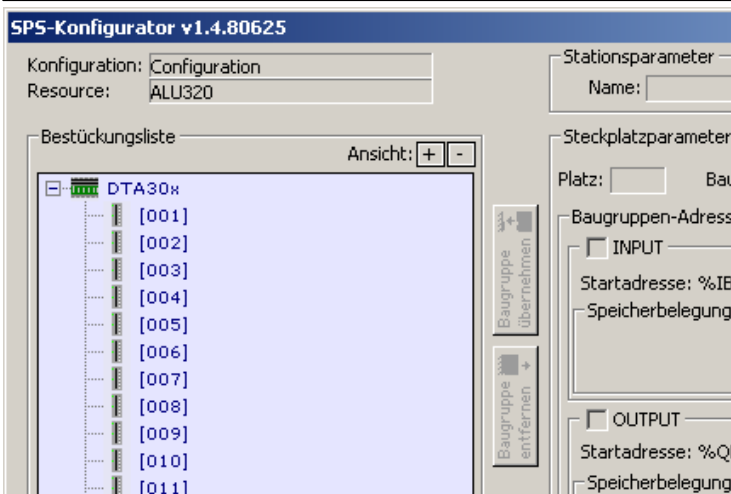 SPS-Konfigurator v1.4.80625
Konfiguration: Configuration
Resource: ALU320
Stationsparameter
Name:
Bestückungsliste
Ansicht: + -
DTA30x
[001]
[002]
[003]
[004]
[005]
[006]
[007]
[008]
[009]
[010]
[011]
Baugruppe
übernehmen
Baugruppe
entfernen
Steckplatzparameter
Platz:
Baugruppen-Adress
INPUT
Startadresse: %IB
Speicherbelegung
OUTPUT
Startadresse: %Q
Speicherbelegung